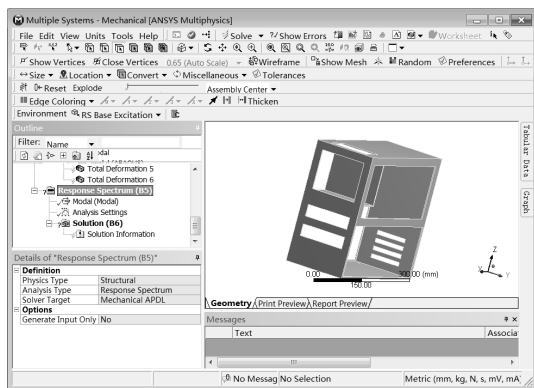 Multiple Systems - Mechanical [ANSYS Multiphysics]
File Edit View Units Tools Help Solve Show Errors Worksheet
Show Vertices Close Vertices 0.65 (Auto Scale) Wireframe Show Mesh Random Preferences
Size Location Convert Miscellaneous Tolerances
Reset Explode Assembly Center
Edge Coloring Thicken
Environment RS Base Excitation
Outline
Filter: Name
Total Deformation 5
Total Deformation 6
Response Spectrum (B5)
Modal (Modal)
Analysis Settings
Solution (B6)
Solution Information
Details of "Response Spectrum (B5)"
Definition
Physics Type Structural
Analysis Type Response Spectrum
Solver Target Mechanical APDL
Options
Generate Input Only No
0.00 300.00 (mm)
150.00
Z
X Y
Geometry Print Preview Report Preview
Messages
Text Associa
Tabular Data
Graph
No Messag No Selection Metric (mm, kg, N, s, mV, mA